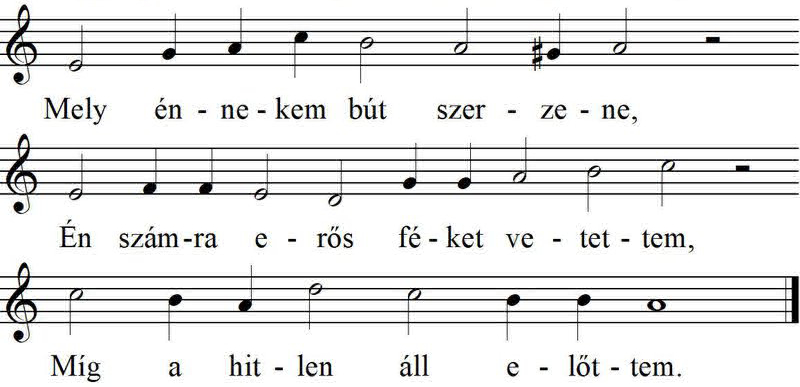 Mely én - ne - kem bút szer - ze - ne,
Én szám - ra e - rős fé - ket ve - tet - tem,
Míg a hit - len áll e - lőt - tem.